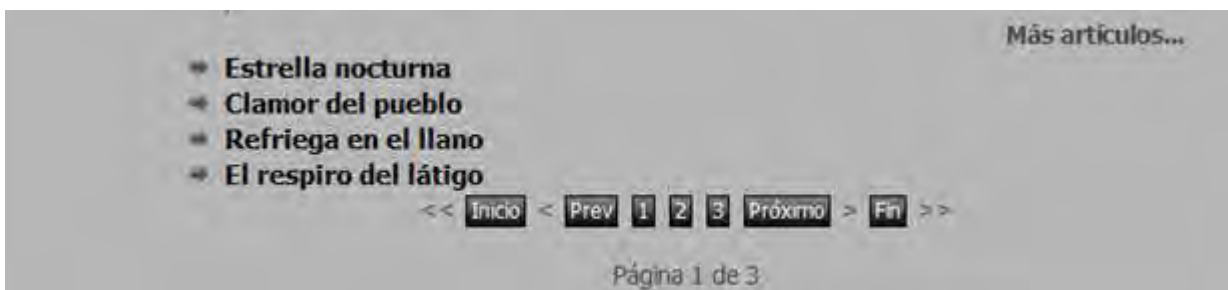 Más artículos...
Estrella nocturna
Clamor del pueblo
Refriega en el llano
El respiro del látigo
<< Inicio < Prev 1 2 3 Próximo > Fin >>
Página 1 de 3